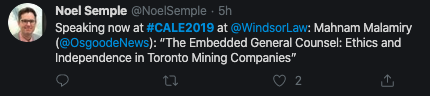 Noel Semple @NoelSemple · 5h
Speaking now at #CALE2019 at @WindsorLaw: Mahnam Malamiry
(@OsgoodeNews): “The Embedded General Counsel: Ethics and
Independence in Toronto Mining Companies”
2